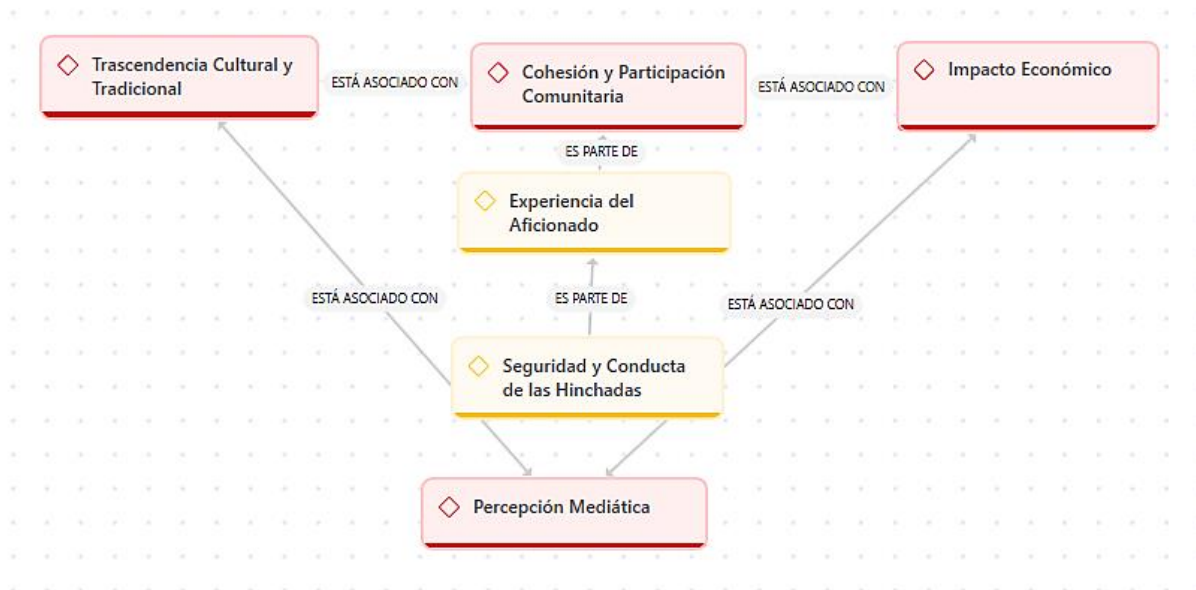 Trascendencia Cultural y
Tradicional
ESTÁ ASOCIADO CON
Cohesión y Participación
Comunitaria
ESTÁ ASOCIADO CON
Impacto Económico
ES PARTE DE
Experiencia del
Aficionado
ESTÁ ASOCIADO CON
ES PARTE DE
ESTÁ ASOCIADO CON
Seguridad y Conducta
de las Hinchadas
Percepción Mediática